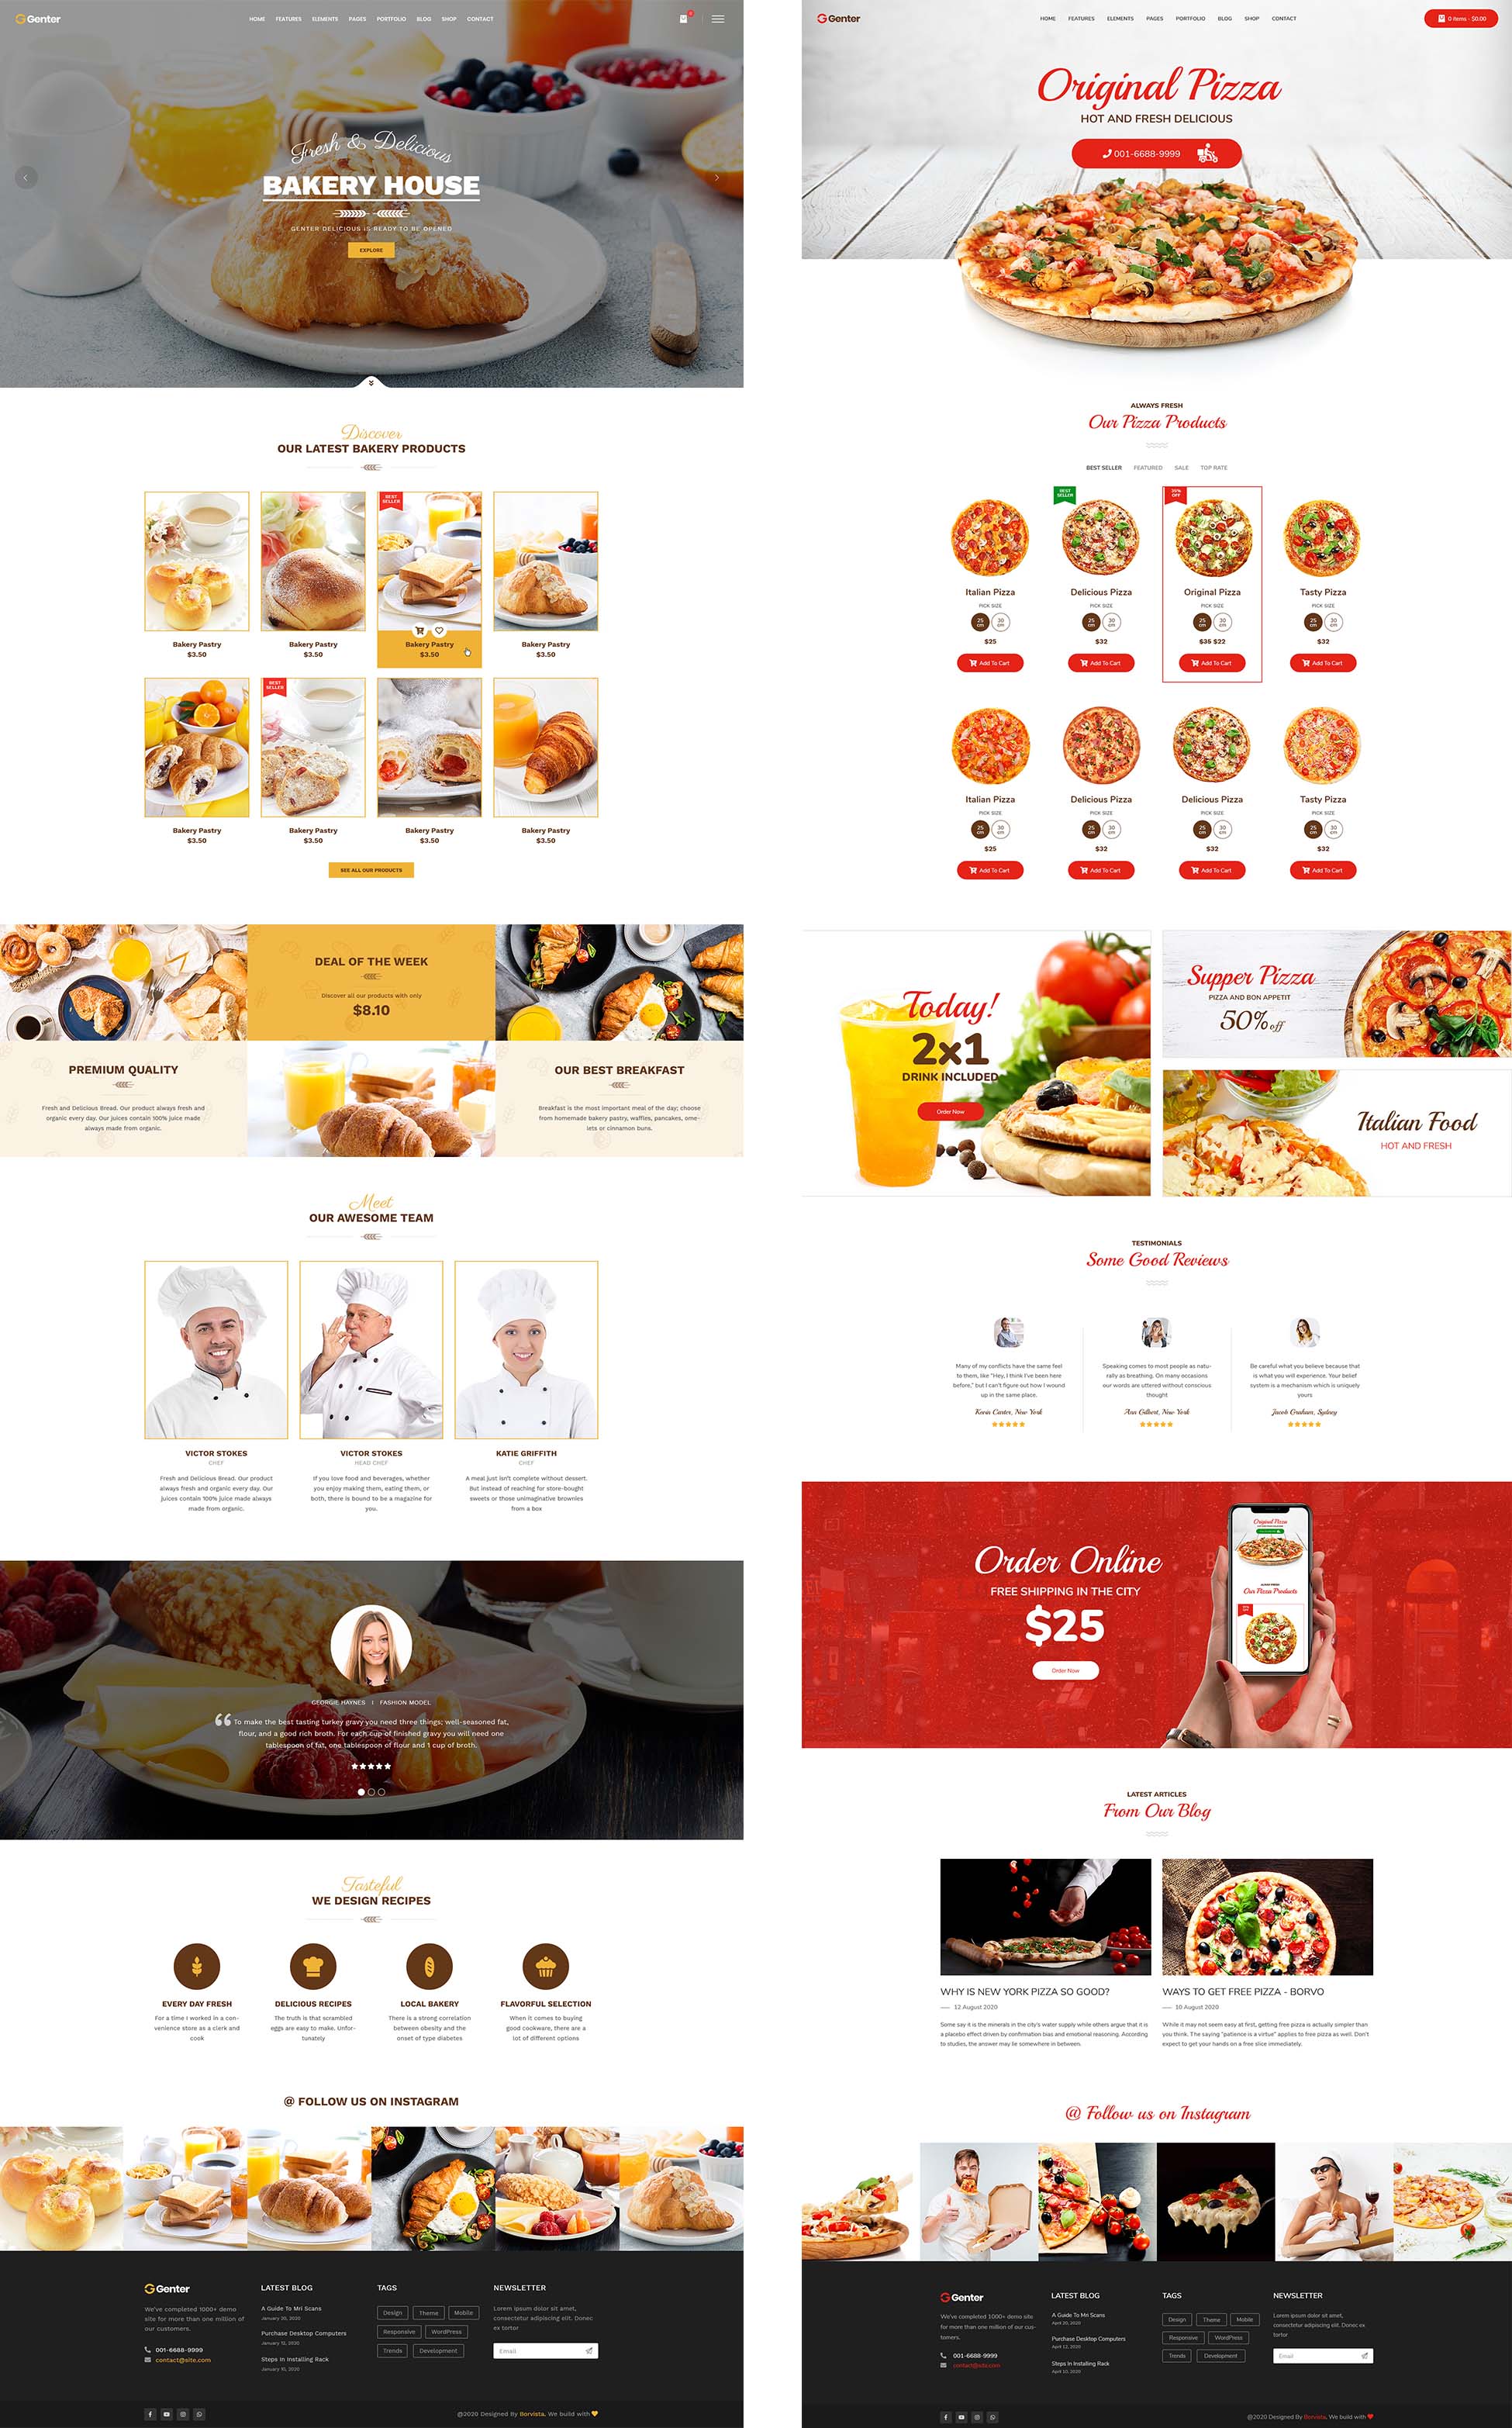 Genter
HOME FEATURES ELEMENTS PAGES PORTFOLIO BLOG SHOP CONTACT
Fresh & Delicious
BAKERY HOUSE
GENTER DELICIOUS IS READY TO BE OPENED
EXPLORE
Discover
OUR LATEST BAKERY PRODUCTS
BEST
SELLER
Bakery Pastry Bakery Pastry Bakery Pastry Bakery Pastry
$3.50 $3.50 $3.50 $3.50
BEST
SELLER
Bakery Pastry Bakery Pastry Bakery Pastry Bakery Pastry
$3.50 $3.50 $3.50 $3.50
SEE ALL OUR PRODUCTS
DEAL OF THE WEEK
Discover all our products with only
$8.10
PREMIUM QUALITY
Fresh and Delicious Bread. Our product always fresh and
organic every day. Our juices contain 100% juice made
always made from organic.
OUR BEST BREAKFAST
Breakfast is the most important meal of the day; choose
from homemade bakery pastry, waffles, pancakes, ome-
lets or cinnamon buns.
Meet
OUR AWESOME TEAM
VICTOR STOKES
CHEF
Fresh and Delicious Bread. Our product
always fresh and organic every day. Our
juices contain 100% juice made always
made from organic.
VICTOR STOKES
HEAD CHEF
If you love food and beverages, whether
you enjoy making them, eating them, or
both, there is bound to be a magazine for
you.
KATIE GRIFFITH
CHEF
A meal just isn't complete without dessert.
But instead of reaching for store-bought
sweets or those unimaginative brownies
from a box
GEORGIE HAYNES | FASHION MODEL
To make the best tasting turkey gravy you need three things; well-seasoned fat,
flour, and a good rich broth. For each cup of finished gravy you will need one
tablespoon of fat, one tablespoon of flour and 1 cup of broth.
Tasteful
WE DESIGN RECIPES
EVERY DAY FRESH
For a time I worked in a con-
venience store as a clerk and
cook
DELICIOUS RECIPES
The truth is that scrambled
eggs are easy to make. Unfor-
tunately
LOCAL BAKERY
There is a strong correlation
between obesity and the
onset of type diabetes
FLAVORFUL SELECTION
When it comes to buying
good cookware, there are a
lot of different options
@ FOLLOW US ON INSTAGRAM
Genter
We've completed 1000+ demo
site for more than one million of
our customers.
001-6688-9999
contact@site.com
LATEST BLOG
A Guide To Mri Scans
January 20, 2020
Purchase Desktop Computers
January 12, 2020
Steps In Installing Rack
January 10, 2020
TAGS
Design Theme Mobile
Responsive WordPress
Trends Development
NEWSLETTER
Lorem ipsum dolor sit amet,
consectetur adipiscing elit. Donec
ex tortor
Email
@2020 Designed By Borvista. We build with
Genter
HOME FEATURES ELEMENTS PAGES PORTFOLIO BLOG SHOP CONTACT
0 items - $0.00
Original Pizza
HOT AND FRESH DELICIOUS
001-6688-9999
ALWAYS FRESH
Our Pizza Products
BEST SELLER FEATURED SALE TOP RATE
BEST
SELLER
30%
OFF
Italian Pizza Delicious Pizza Original Pizza Tasty Pizza
PICK SIZE PICK SIZE PICK SIZE PICK SIZE
25 30 25 30 25 30 25 30
cm cm cm cm cm cm cm cm
$25 $32 $35 $22 $32
Add To Cart Add To Cart Add To Cart Add To Cart
Italian Pizza Delicious Pizza Delicious Pizza Tasty Pizza
PICK SIZE PICK SIZE PICK SIZE PICK SIZE
25 30 25 30 25 30 25 30
cm cm cm cm cm cm cm cm
$25 $32 $32 $32
Add To Cart Add To Cart Add To Cart Add To Cart
Today!
2x1
DRINK INCLUDED
Order Now
Supper Pizza
PIZZA AND BON APPETIT
50% off
Italian Food
HOT AND FRESH
TESTIMONIALS
Some Good Reviews
Many of my conflicts have the same feel
to them, like "Hey, I think I've been here
before," but I can't figure out how I wound
up in the same place.
Kevin Carter, New York
Speaking comes to most people as natu-
rally as breathing. On many occasions
our words are uttered without conscious
thought
Ann Gilbert, New York
Be careful what you believe because that
is what you will experience. Your belief
system is a mechanism which is uniquely
yours
Jacob Graham, Sydney
Order Online
FREE SHIPPING IN THE CITY
$25
Order Now
Original Pizza
Our Pizza Products
LATEST ARTICLES
From Our Blog
WHY IS NEW YORK PIZZA SO GOOD?
12 August 2020
Some say it is the minerals in the city's water supply while others argue that it is
a placebo effect driven by confirmation bias and emotional reasoning. According
to studies, the answer may lie somewhere in between.
WAYS TO GET FREE PIZZA - BORVO
10 August 2020
While it may not seem easy at first, getting free pizza is actually simpler than
you think. The saying "patience is a virtue" applies to free pizza as well. Don't
expect to get your hands on a free slice immediately.
@ Follow us on Instagram
Genter
We've completed 1000+ demo site
for more than one million of our cus-
tomers.
001-6688-9999
contact@site.com
LATEST BLOG
A Guide To Mri Scans
April 20, 2020
Purchase Desktop Computers
April 12, 2020
Steps In Installing Rack
April 10, 2020
TAGS
Design Theme Mobile
Responsive WordPress
Trends Development
NEWSLETTER
Lorem ipsum dolor sit amet,
consectetur adipiscing elit. Donec ex
tortor
Email
@2020 Designed By Borvista. We build with